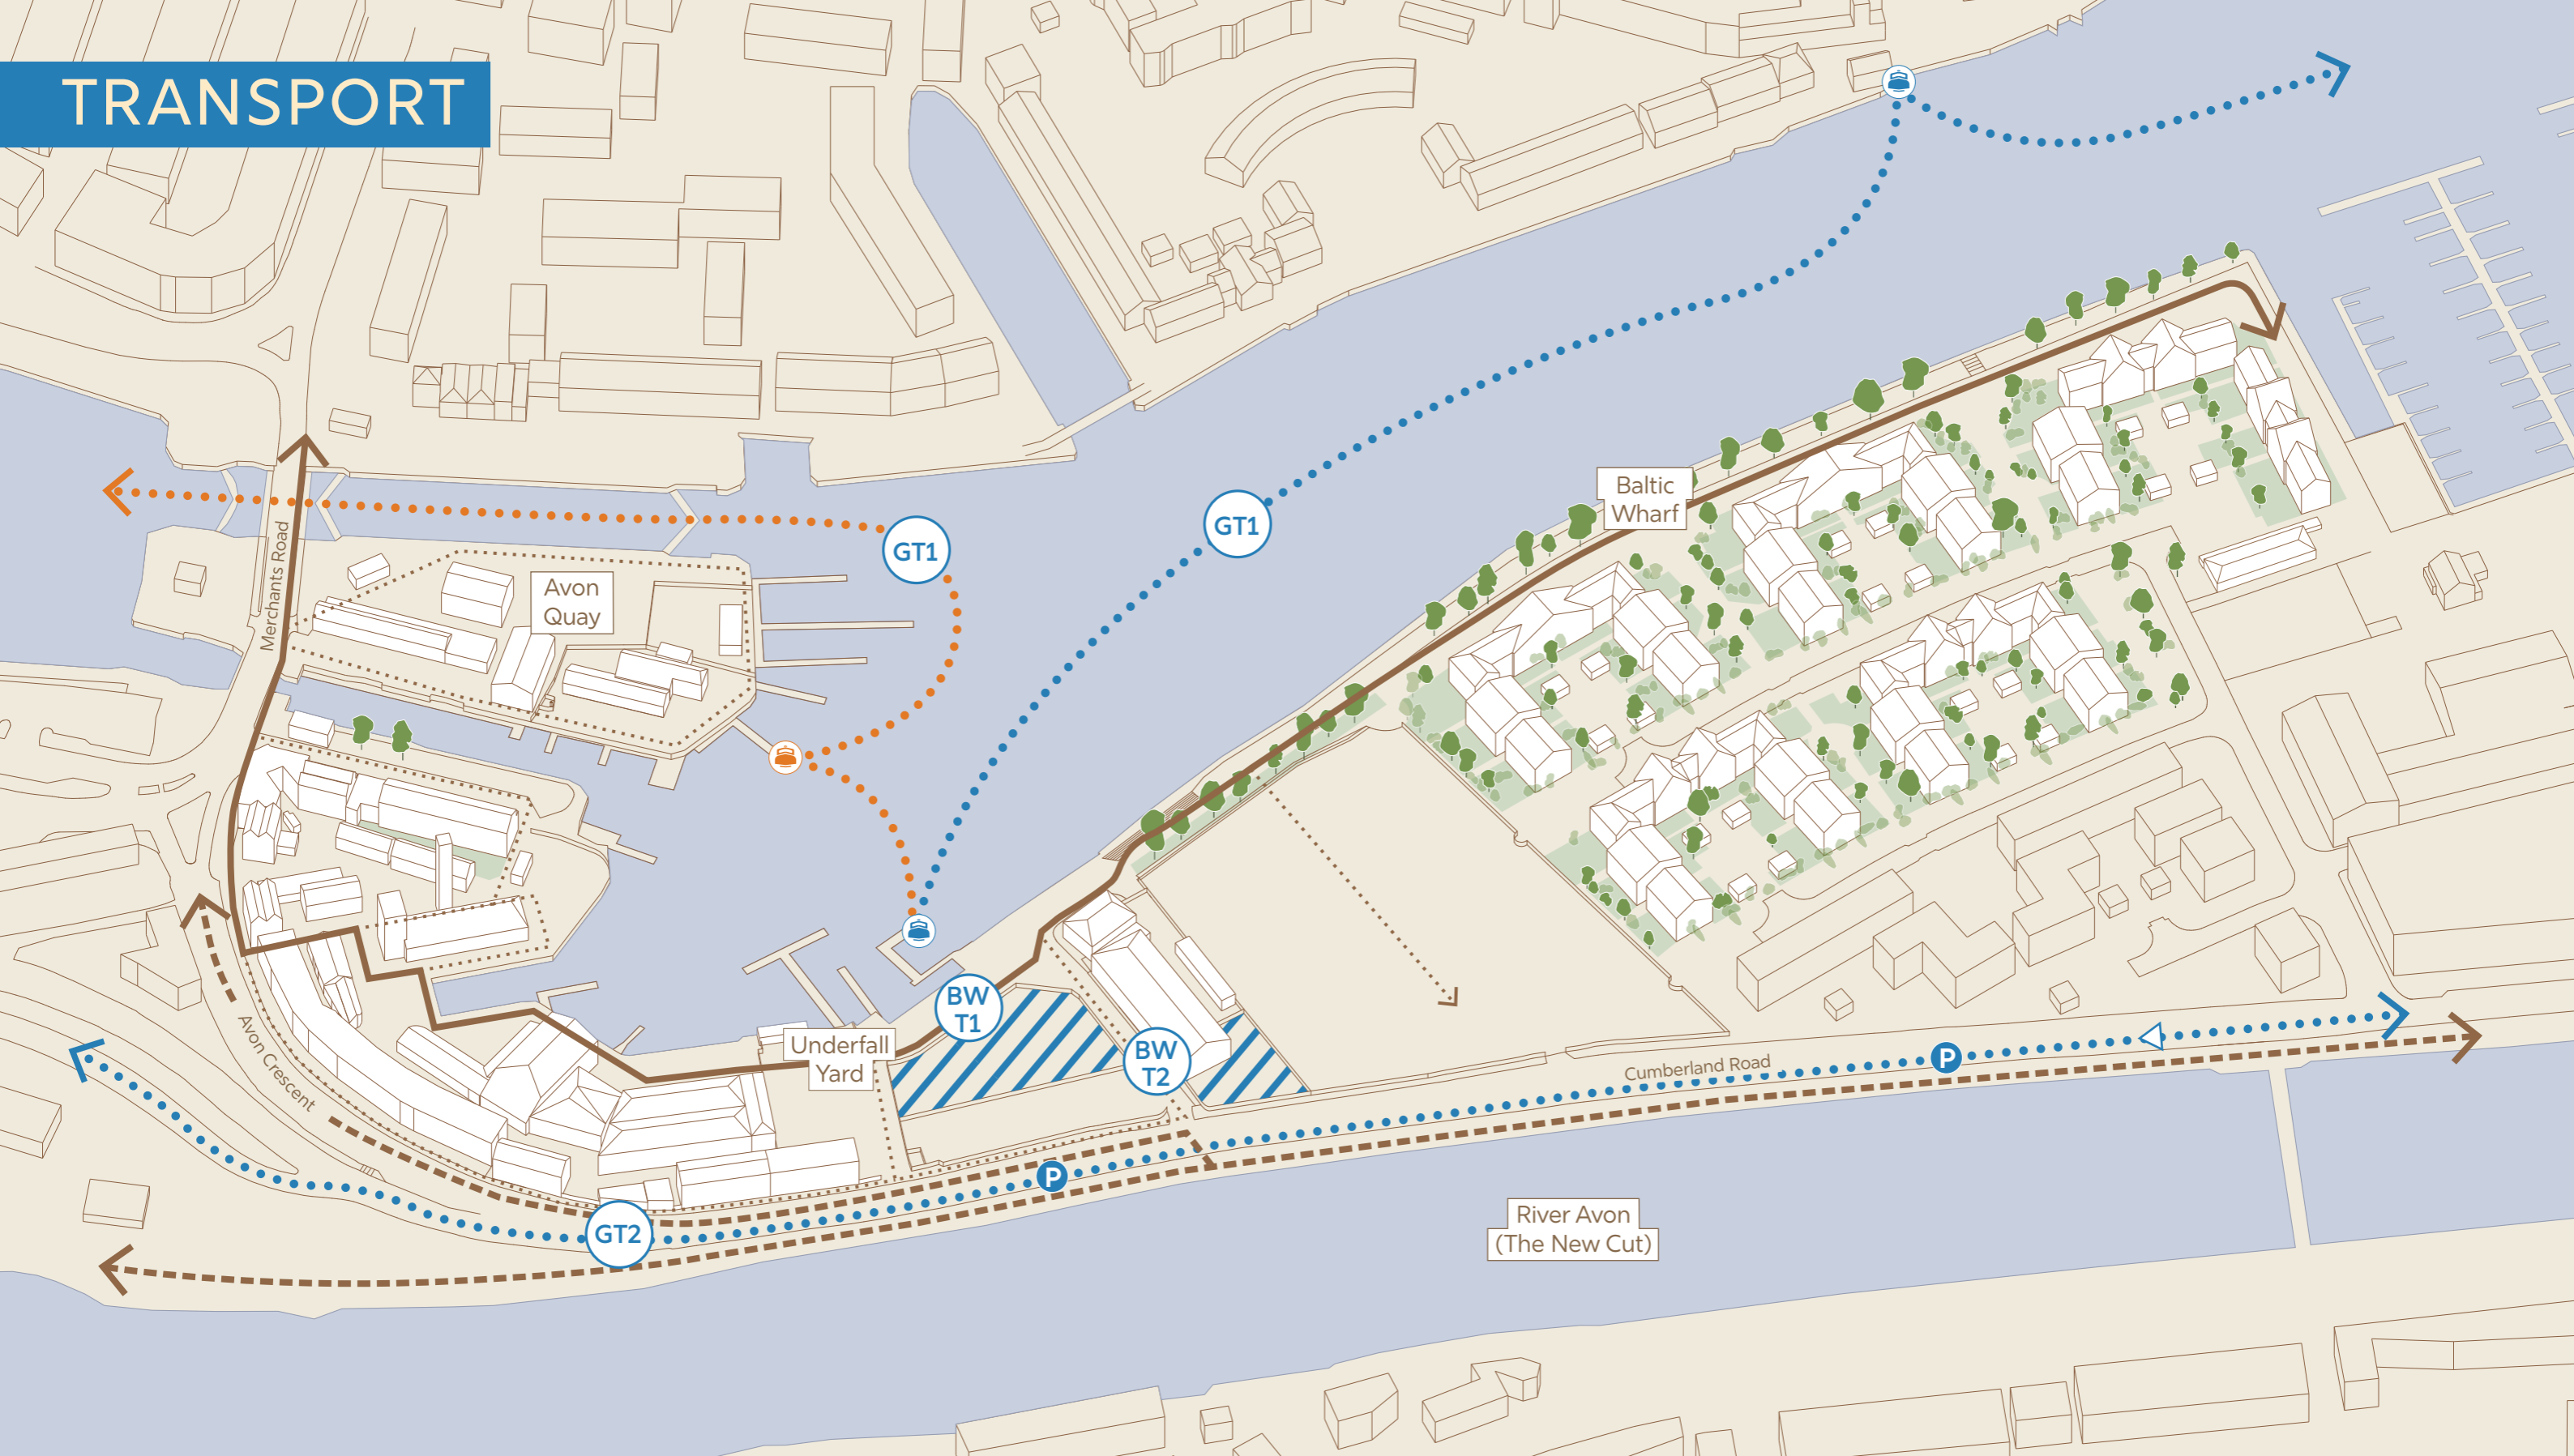 TRANSPORT
GT1
GT1
Baltic
Wharf
Merchants Road
Avon
Quay
BW
T1
Underfall
Yard
BW
T2
Avon Crescent
Cumberland Road
P
P
GT2
River Avon
(The New Cut)